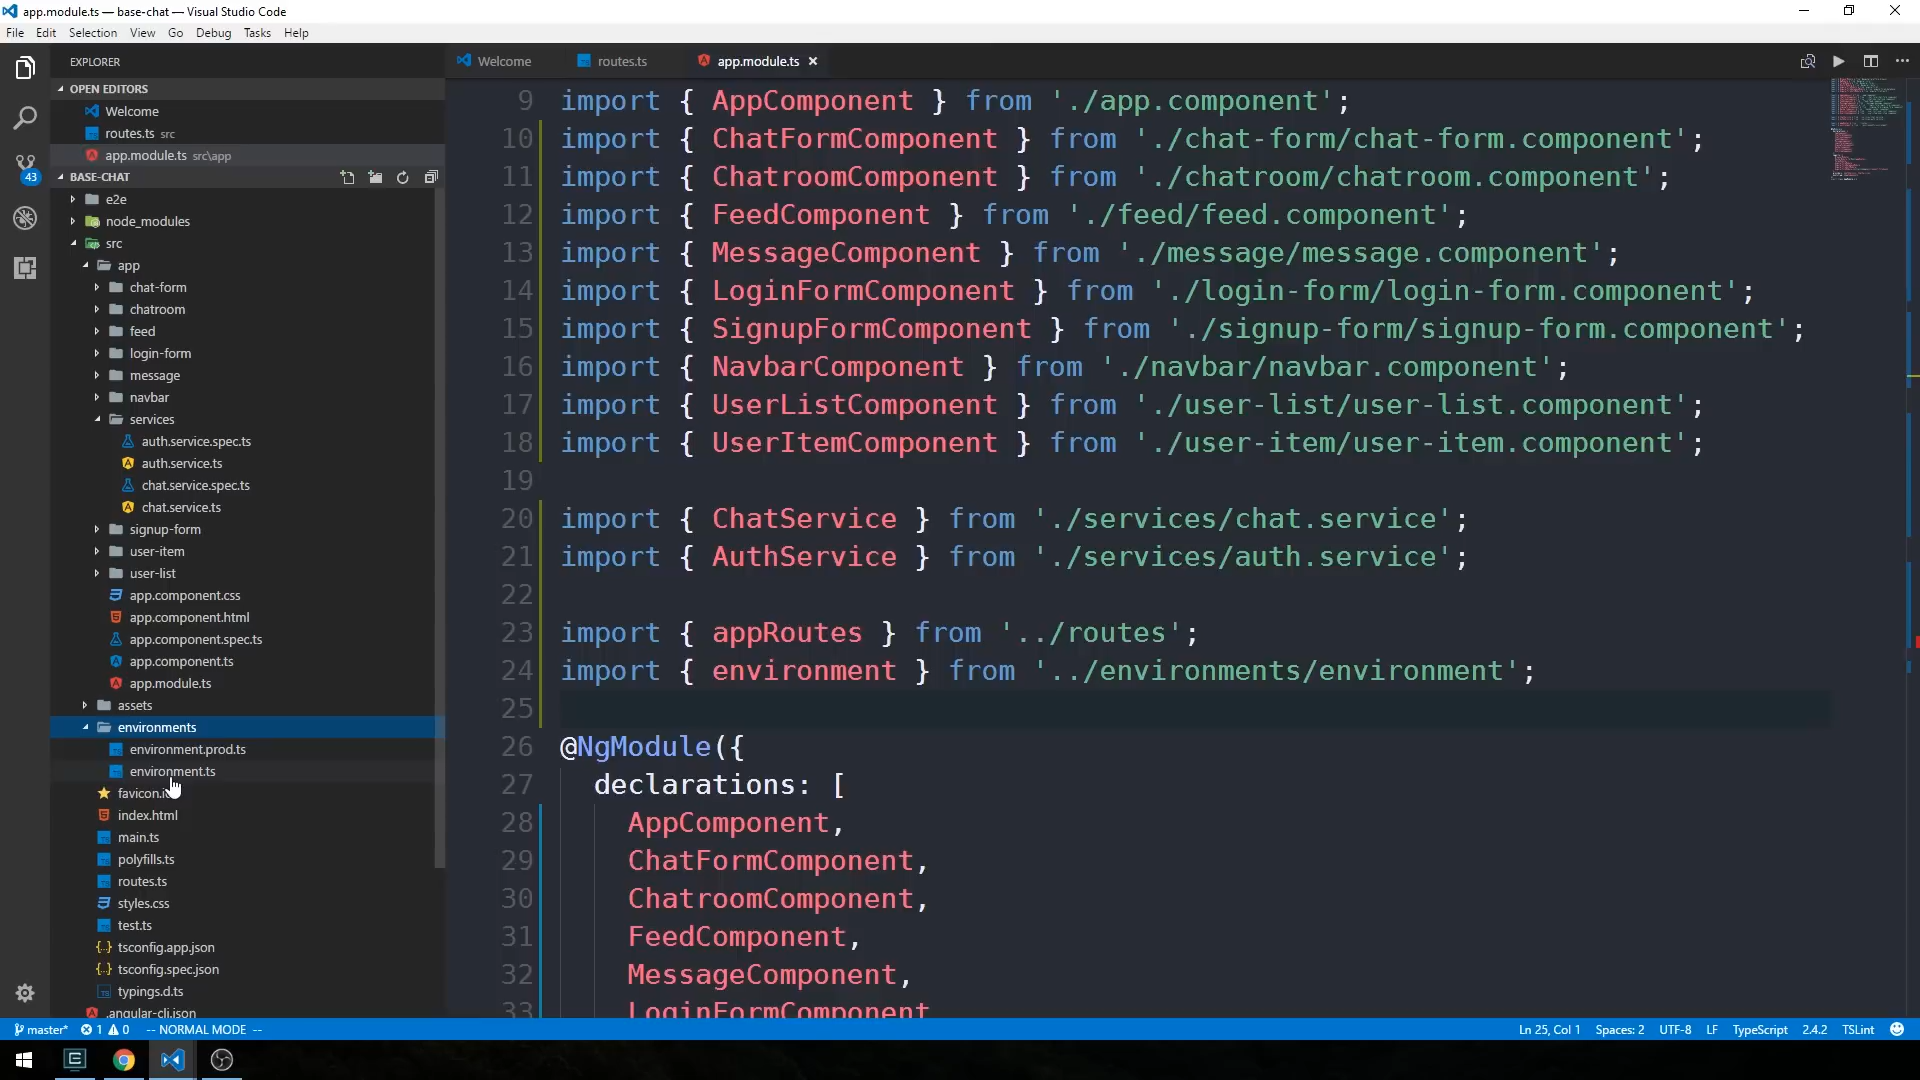 app.module.ts — base-chat — Visual Studio Code
File Edit Selection View Go Debug Tasks Help
EXPLORER
OPEN EDITORS
Welcome
routes.ts src
app.module.ts src\app
BASE-CHAT
e2e
node_modules
src
app
chat-form
chatroom
feed
login-form
message
navbar
services
auth.service.spec.ts
auth.service.ts
chat.service.spec.ts
chat.service.ts
signup-form
user-item
user-list
app.component.css
app.component.html
app.component.spec.ts
app.component.ts
app.module.ts
assets
environments
environment.prod.ts
environment.ts
index.html
main.ts
polyfills.ts
routes.ts
styles.css
test.ts
tsconfig.app.json
tsconfig.spec.json
typings.d.ts
.angular-cli.json
43
Welcome routes.ts app.module.ts
9 import { AppComponent } from './app.component';
10 import { ChatFormComponent } from './chat-form/chat-form.component';
11 import { ChatroomComponent } from './chatroom/chatroom.component';
12 import { FeedComponent } from './feed/feed.component';
13 import { MessageComponent } from './message/message.component';
14 import { LoginFormComponent } from './login-form/login-form.component';
15 import { SignupFormComponent } from './signup-form/signup-form.component';
16 import { NavbarComponent } from './navbar/navbar.component';
17 import { UserListComponent } from './user-list/user-list.component';
18 import { UserItemComponent } from './user-item/user-item.component';
19
20 import { ChatService } from './services/chat.service';
21 import { AuthService } from './services/auth.service';
22
23 import { appRoutes } from '../routes';
24 import { environment } from '../environments/environment';
25
26 @NgModule({
27 declarations: [
28 AppComponent,
29 ChatFormComponent,
30 ChatroomComponent,
31 FeedComponent,
32 MessageComponent,
33 LoginFormComponent
master* 1 0 -- NORMAL MODE -- Ln 25, Col 1 Spaces: 2 UTF-8 LF TypeScript 2.4.2 TSLint